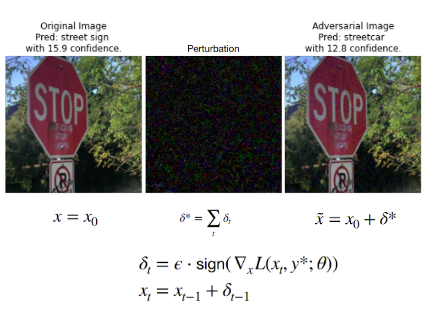 Original Image
Pred: street sign
with 15.9 confidence.
Perturbation
Adversarial Image
Pred: streetcar
with 12.8 confidence.
STOP
STOP
x = x₀
δ* = ∑ₜ δₜ
x̃ = x₀ + δ*
δₜ = ϵ · sign(∇ₓL(xₜ, y*; θ))
xₜ = xₜ₋₁ + δₜ₋₁